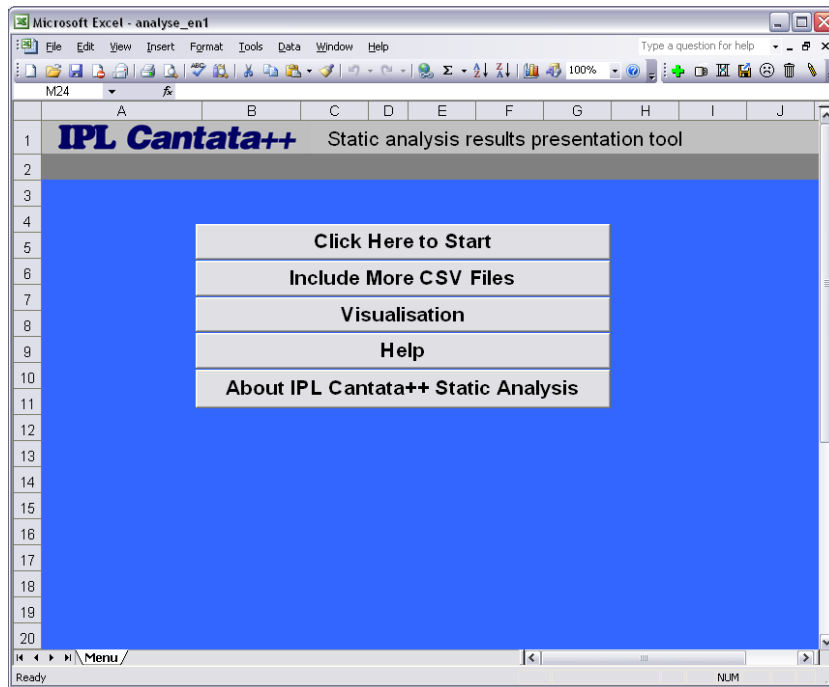 Microsoft Excel - analyse_en1
File Edit View Insert Format Tools Data Window Help Type a question for help
100%
M24 fx
A B C D E F G H I J
1 IPL Cantata++ Static analysis results presentation tool
2
3
4
5 Click Here to Start
6 Include More CSV Files
7
8 Visualisation
9 Help
10 About IPL Cantata++ Static Analysis
11
12
13
14
15
16
17
18
19
20
Menu
Ready NUM